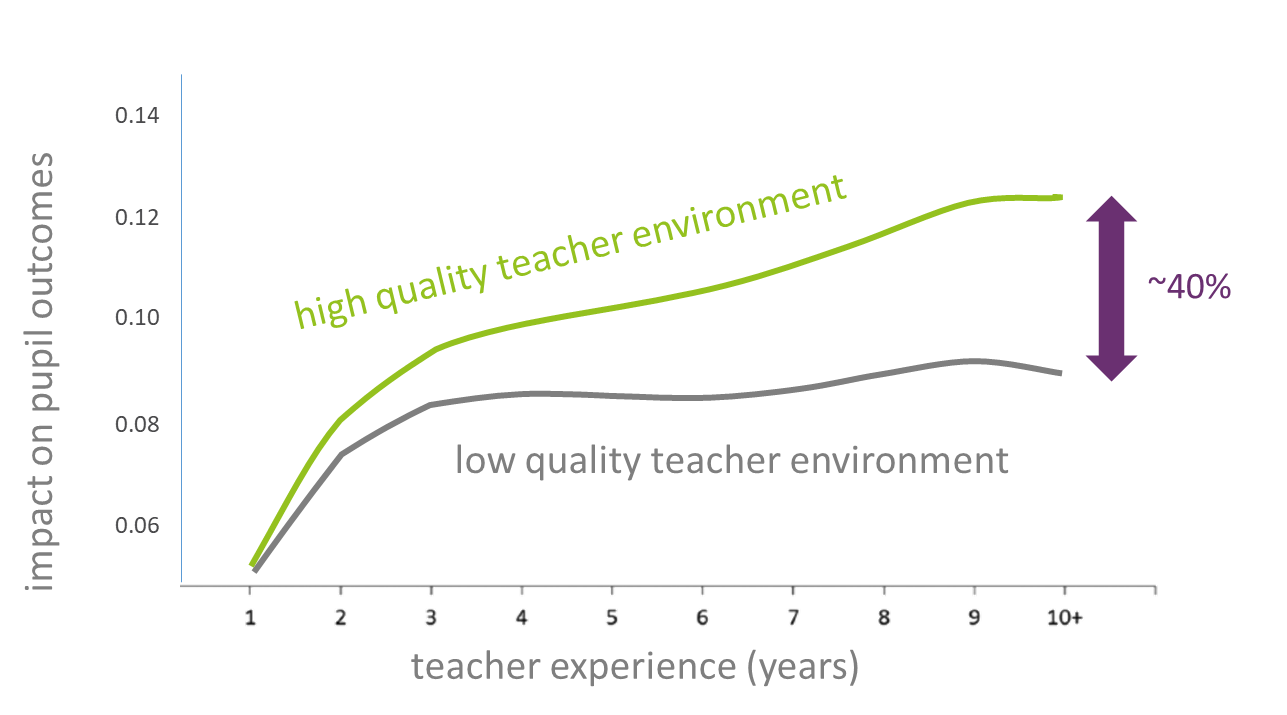 impact on pupil outcomes
0.14
0.12
0.10
0.08
0.06
high quality teacher environment
~40%
low quality teacher environment
1 2 3 4 5 6 7 8 9 10+
teacher experience (years)